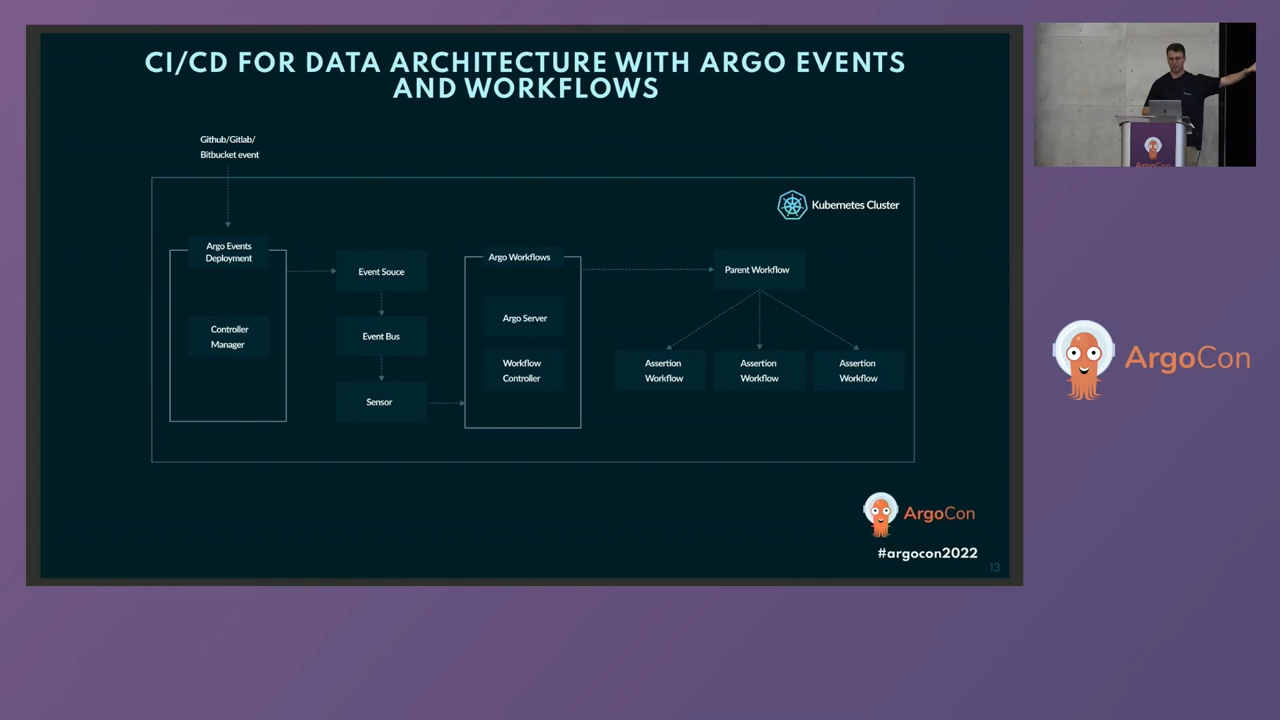 CI/CD FOR DATA ARCHITECTURE WITH ARGO EVENTS
AND WORKFLOWS
Github/Gitlab/
Bitbucket event
Kubernetes Cluster
Argo Events
Deployment
Controller
Manager
Event Souce
Event Bus
Sensor
Argo Workflows
Argo Server
Workflow
Controller
Parent Workflow
Assertion
Workflow
Assertion
Workflow
Assertion
Workflow
ArgoCon
#argocon2022
13
ArgoCon
ArgoCon